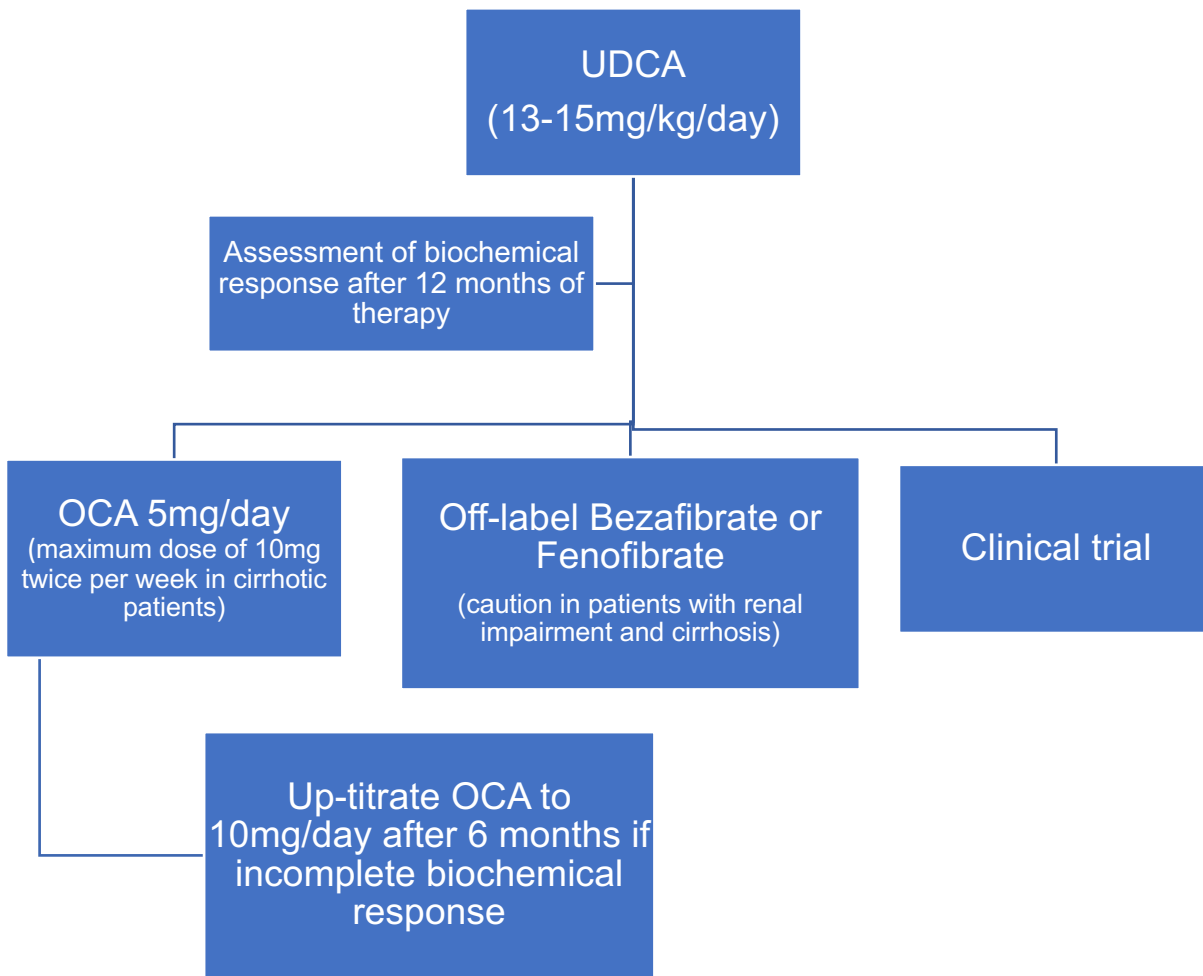 UDCA
(13-15mg/kg/day)
Assessment of biochemical
response after 12 months of
therapy
OCA 5mg/day
(maximum dose of 10mg
twice per week in cirrhotic
patients)
Off-label Bezafibrate or
Fenofibrate
(caution in patients with renal
impairment and cirrhosis)
Clinical trial
Up-titrate OCA to
10mg/day after 6 months if
incomplete biochemical
response